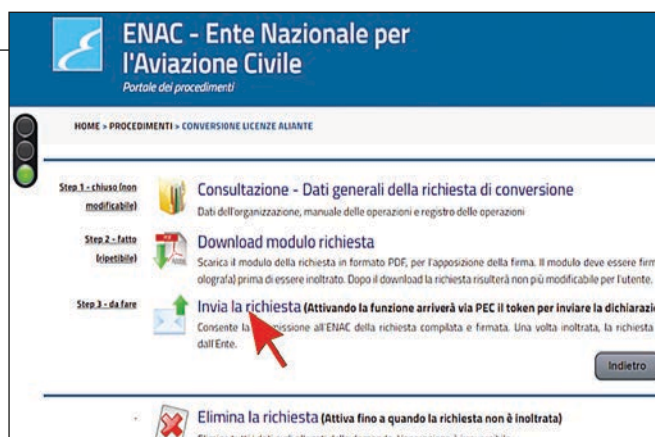 ENAC - Ente Nazionale per
l'Aviazione Civile
Portale dei procedimenti
HOME » PROCEDIMENTI » CONVERSIONE LICENZE ALIANTE
Step 1 - chiuso (non
modificabile)
Consultazione - Dati generali della richiesta di conversione
Dati dell'organizzazione, manuale delle operazioni e registro delle operazioni
Step 2 - fatto
(ripetibile)
Download modulo richiesta
Scarica il modulo della richiesta in formato PDF, per l'apposizione della firma. Il modulo deve essere firm
olografa) prima di essere inoltrato. Dopo il download la richiesta risulterà non più modificabile per l'utente.
Step 3 - da fare
Invia la richiesta (Attivando la funzione arriverà via PEC il token per inviare la dichiarazio
Consente la missione all'ENAC della richiesta compilata e firmata. Una volta inoltrata, la richiesta
dall'Ente.
Indietro
Elimina la richiesta (Attiva fino a quando la richiesta non è inoltrata)